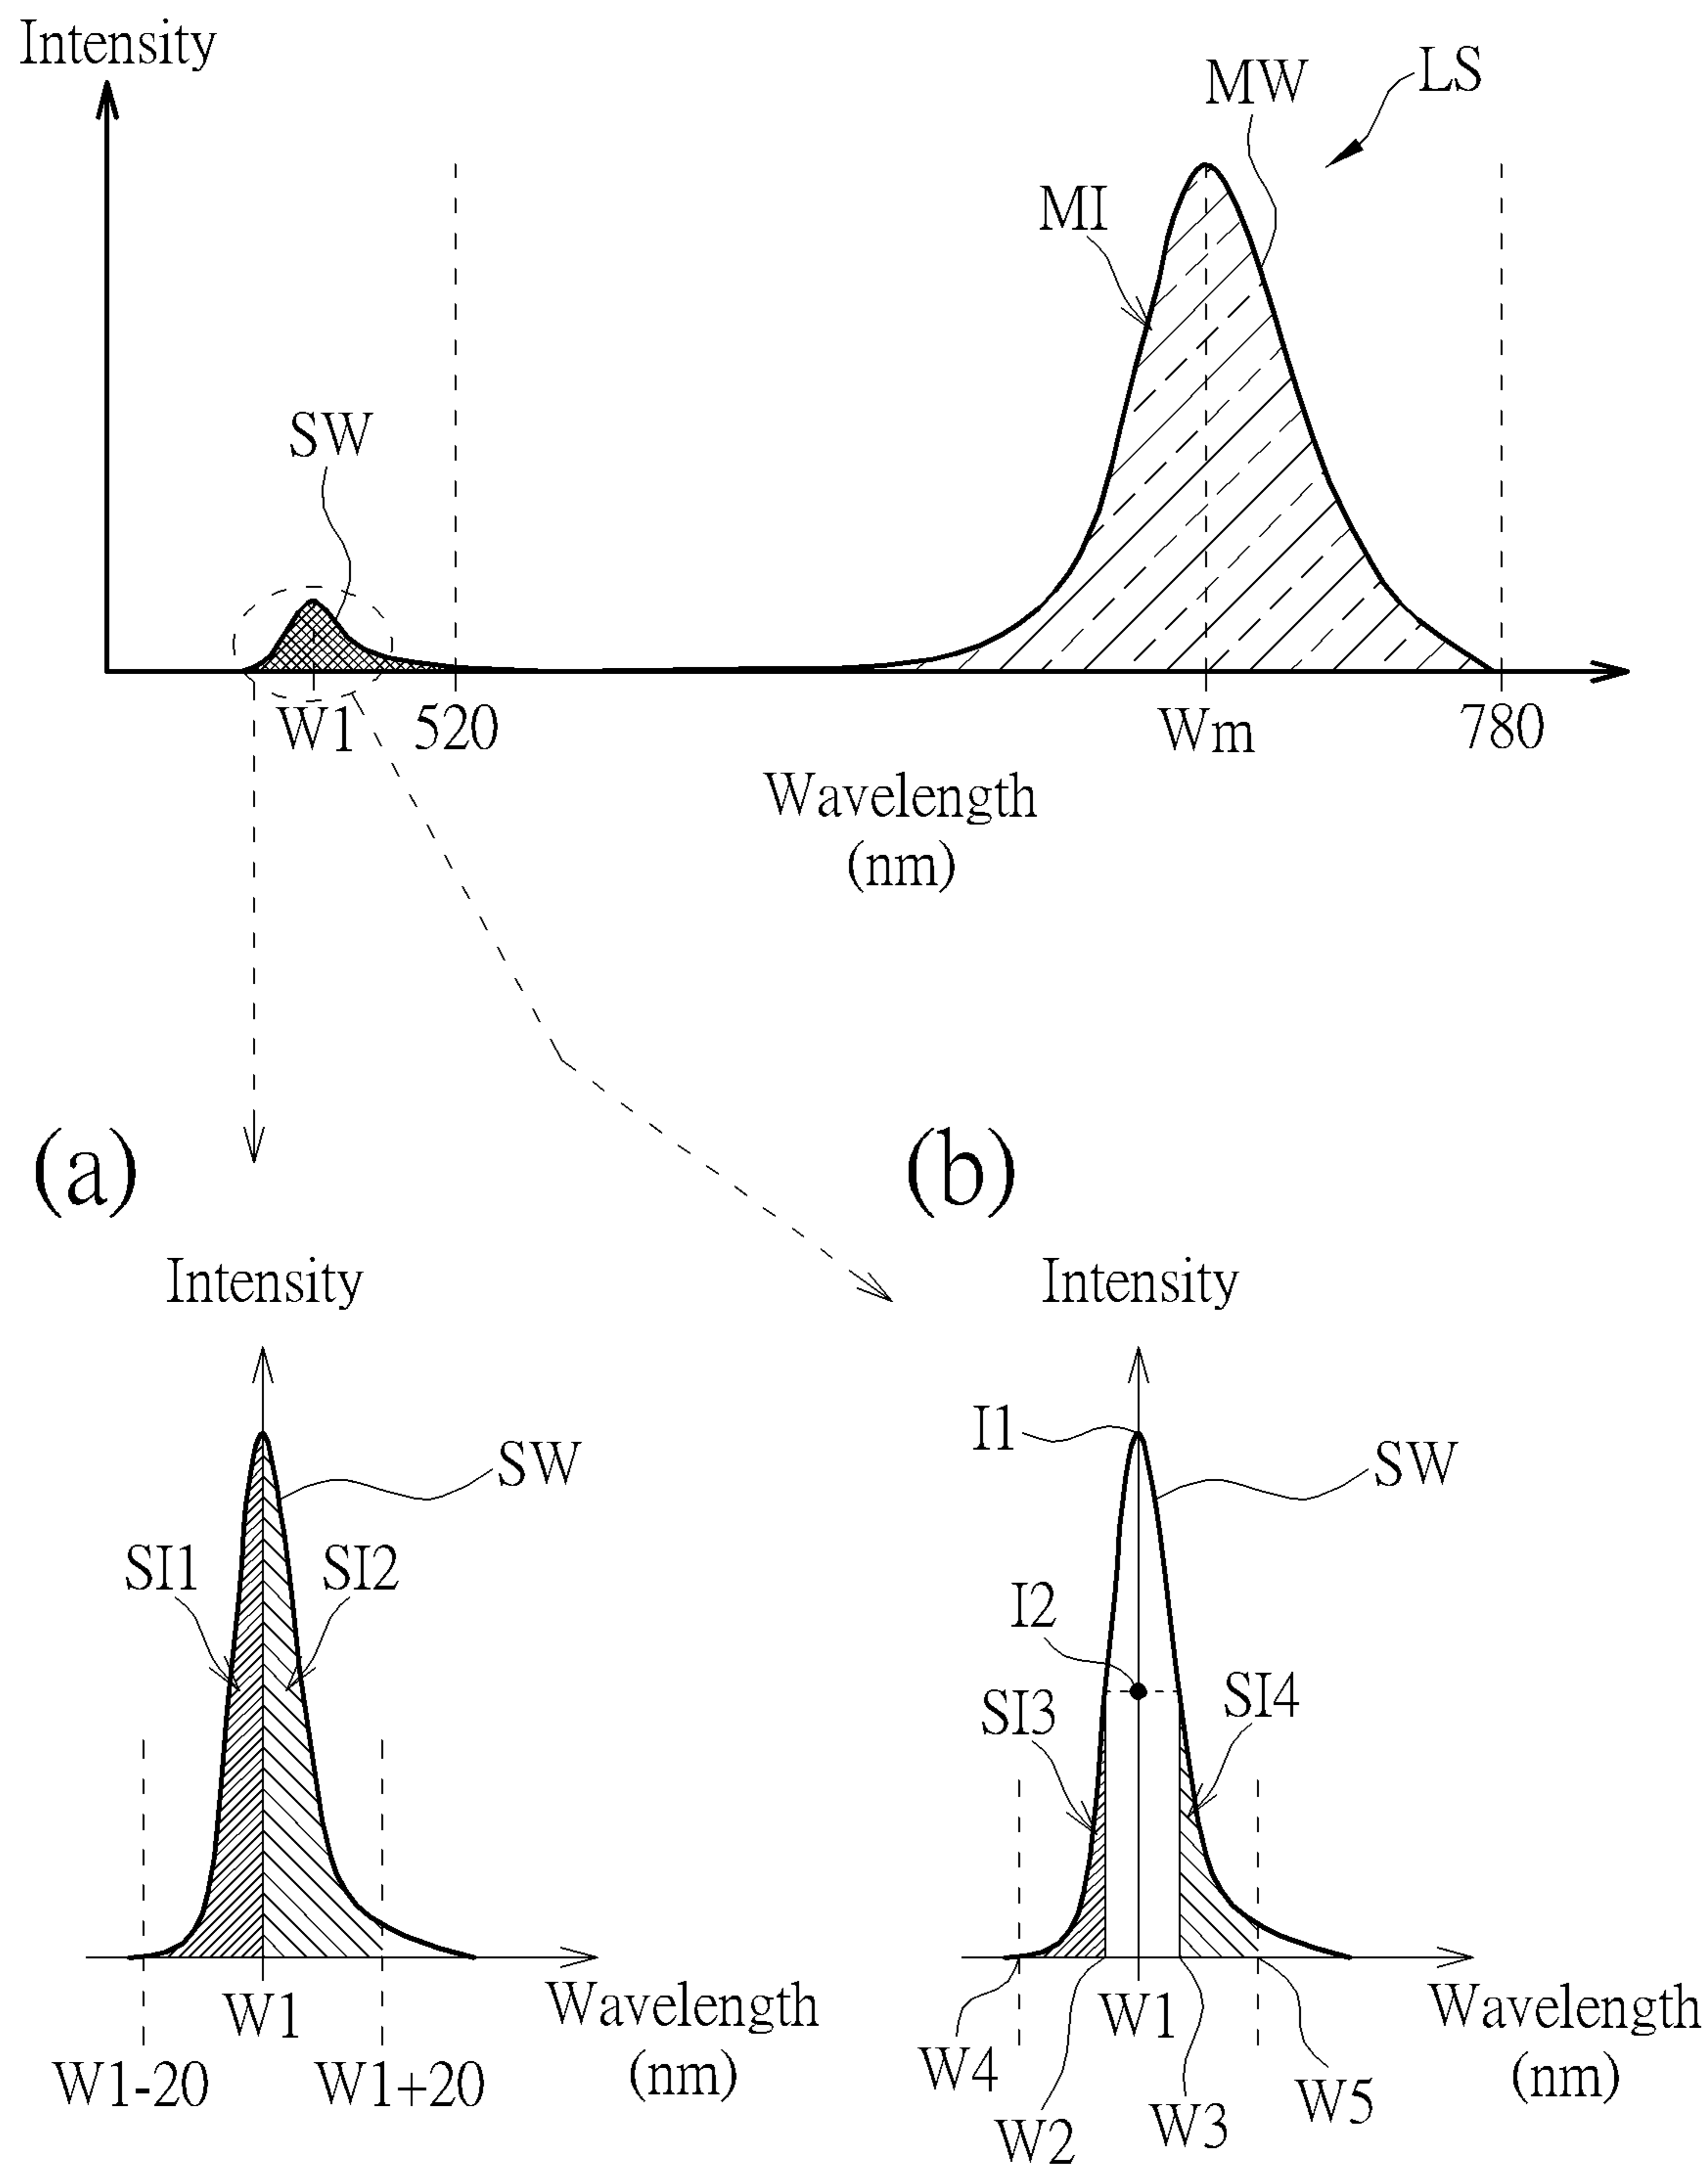 Intensity
MW
LS
MI
SW
W1
520
Wm
780
Wavelength
(nm)
(a)
(b)
Intensity
SW
SI1
SI2
W1
Wavelength
(nm)
W1-20
W1+20
Intensity
I1
SW
I2
SI3
SI4
W1
Wavelength
(nm)
W4
W2
W3
W5